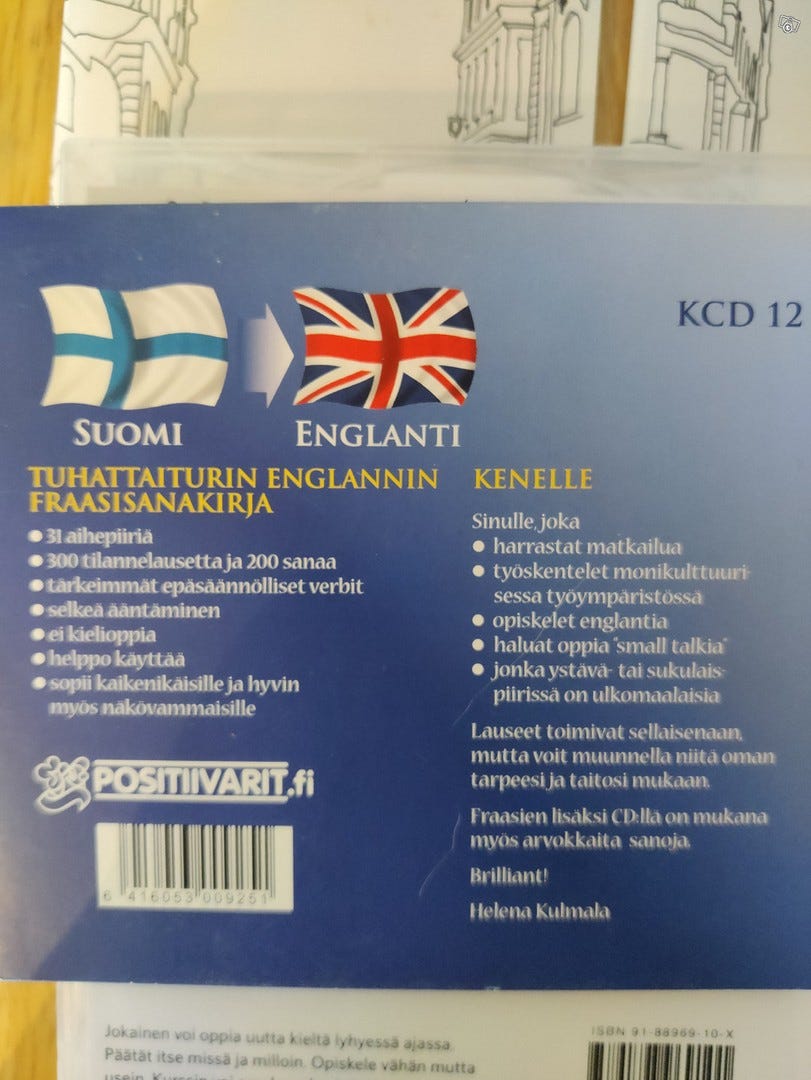 KCD 12
SUOMI
ENGLANTI
TUHATTAITURIN ENGLANNIN
FRAASISANAKIRJA
● 31 aihepiiriä
● 300 tilannelausetta ja 200 sanaa
● tärkeimmät epäsäännölliset verbit
● selkeä ääntäminen
● ei kielioppia
● helppo käyttää
● sopii kaikenikäisille ja hyvin
myös näkövammaisille
POSITIIVARIT.fi
6 416053 009251
KENELLE
Sinulle, joka
● harrastat matkailua
● työskentelet monikulttuuri-
sessa työympäristössä
● opiskelet englantia
● haluat oppia "small talkia"
● jonka ystävä- tai sukulais-
piirissä on ulkomaalaisia
Lauseet toimivat sellaisenaan,
mutta voit muunnella niitä oman
tarpeesi ja taitosi mukaan.
Fraasien lisäksi CD:llä on mukana
myös arvokkaita sanoja.
Brilliant!
Helena Kulmala
Jokainen voi oppia uutta kieltä lyhyessä ajassa.
Päätät itse missä ja milloin. Opiskele vähän mutta
usein.
ISBN 91-88969-10-X